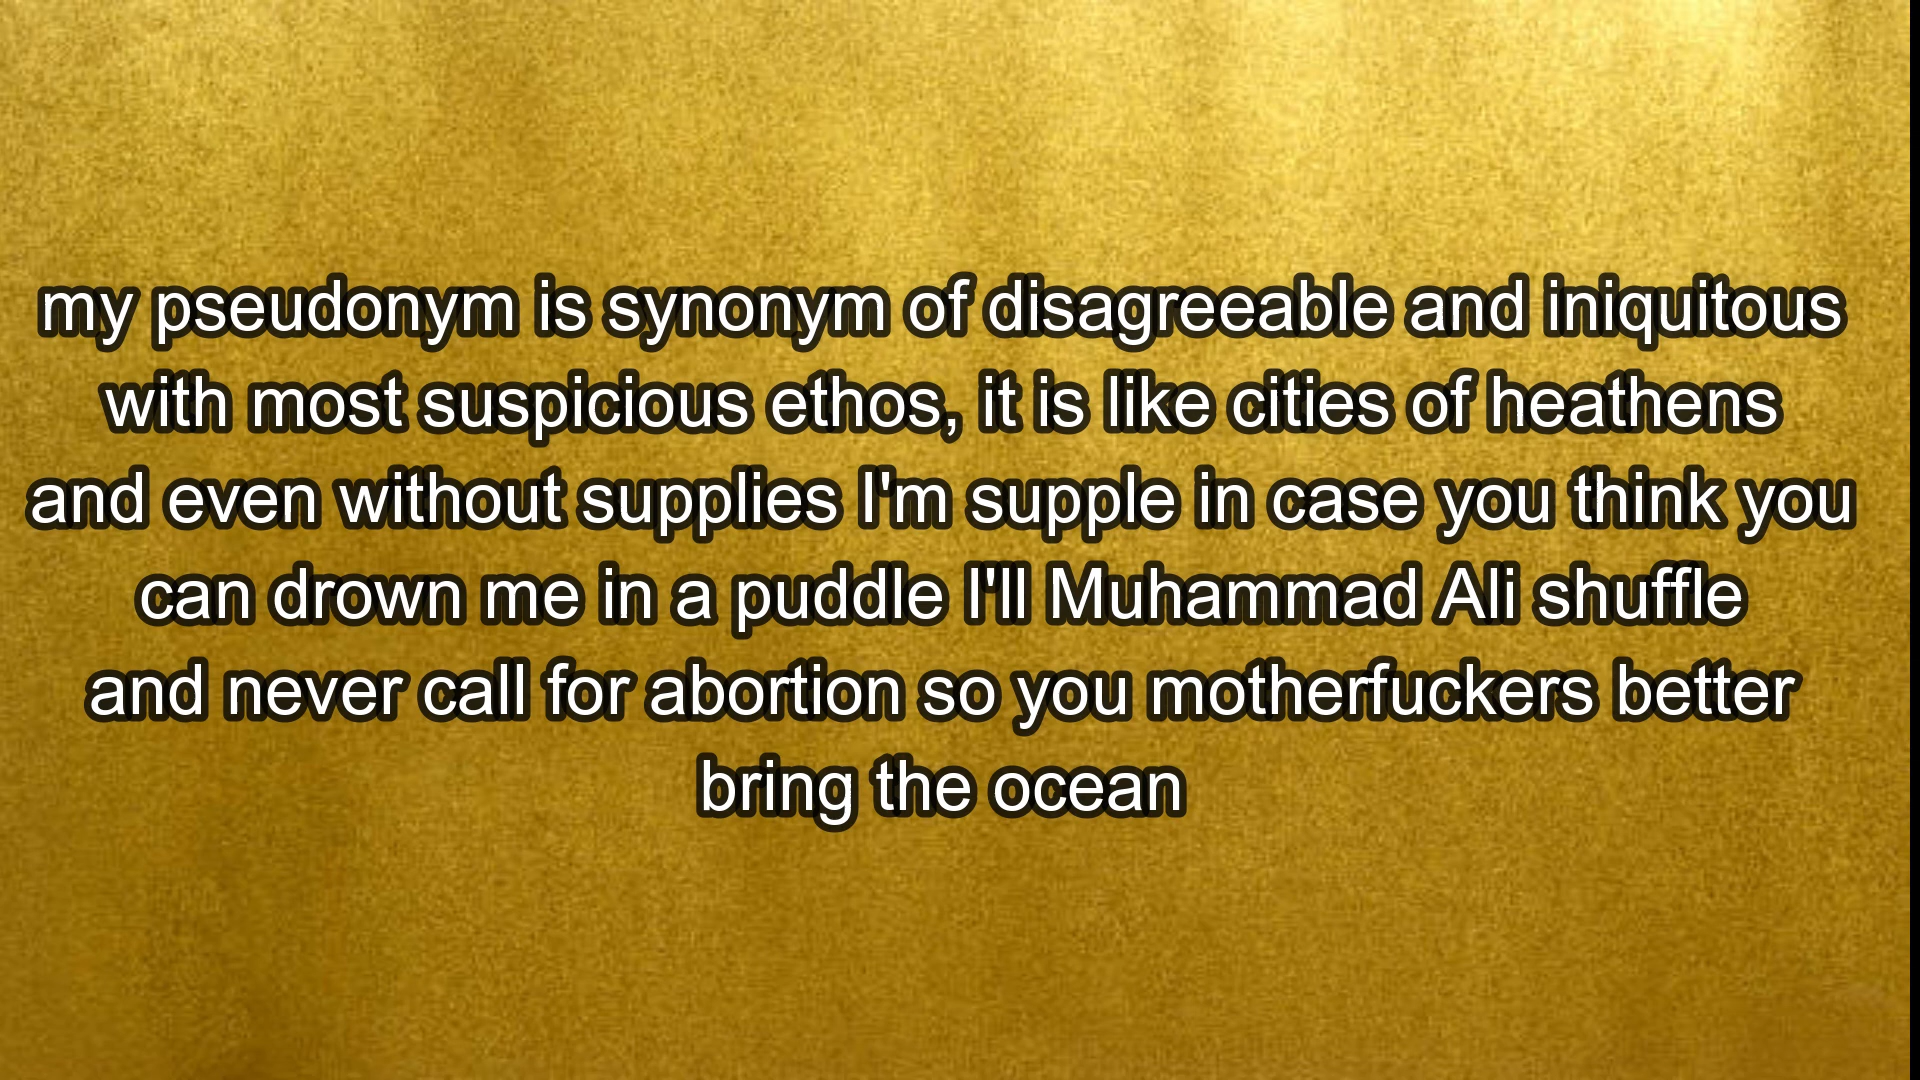 my pseudonym is synonym of disagreeable and iniquitous
with most suspicious ethos, it is like cities of heathens
and even without supplies I'm supple in case you think you
can drown me in a puddle I'll Muhammad Ali shuffle
and never call for abortion so you motherfuckers better
bring the ocean